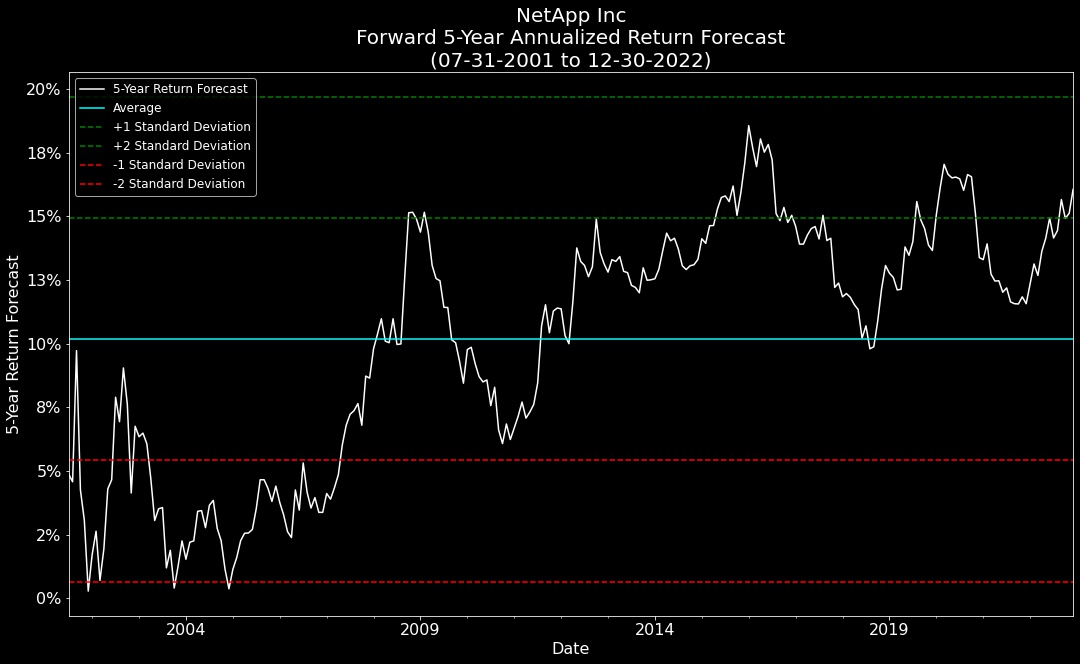 NetApp Inc
Forward 5-Year Annualized Return Forecast
(07-31-2001 to 12-30-2022)
5-Year Return Forecast
Average
+1 Standard Deviation
+2 Standard Deviation
-1 Standard Deviation
-2 Standard Deviation
20%
18%
15%
13%
10%
8%
5%
2%
0%
5-Year Return Forecast
2004
2009
2014
2019
Date